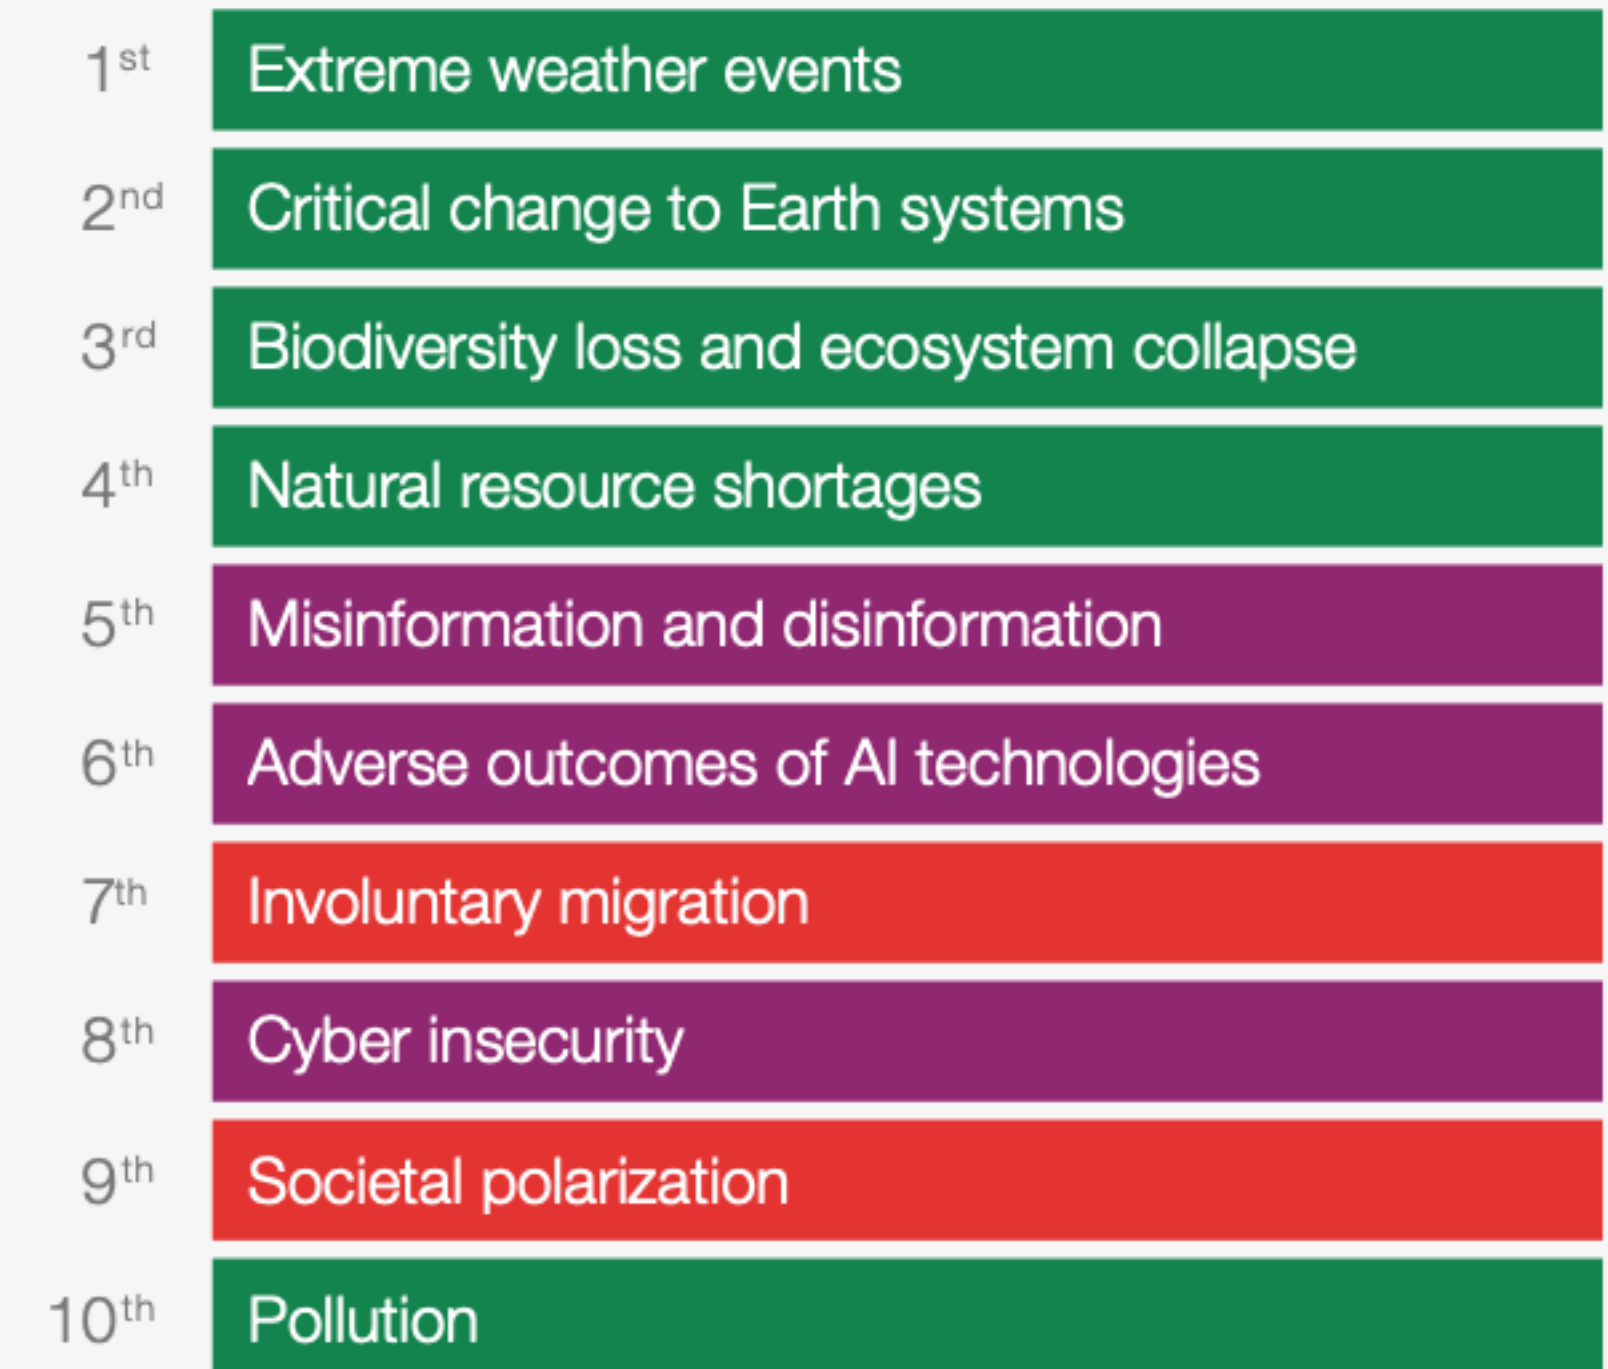 1st Extreme weather events
2nd Critical change to Earth systems
3rd Biodiversity loss and ecosystem collapse
4th Natural resource shortages
5th Misinformation and disinformation
6th Adverse outcomes of AI technologies
7th Involuntary migration
8th Cyber insecurity
9th Societal polarization
10th Pollution